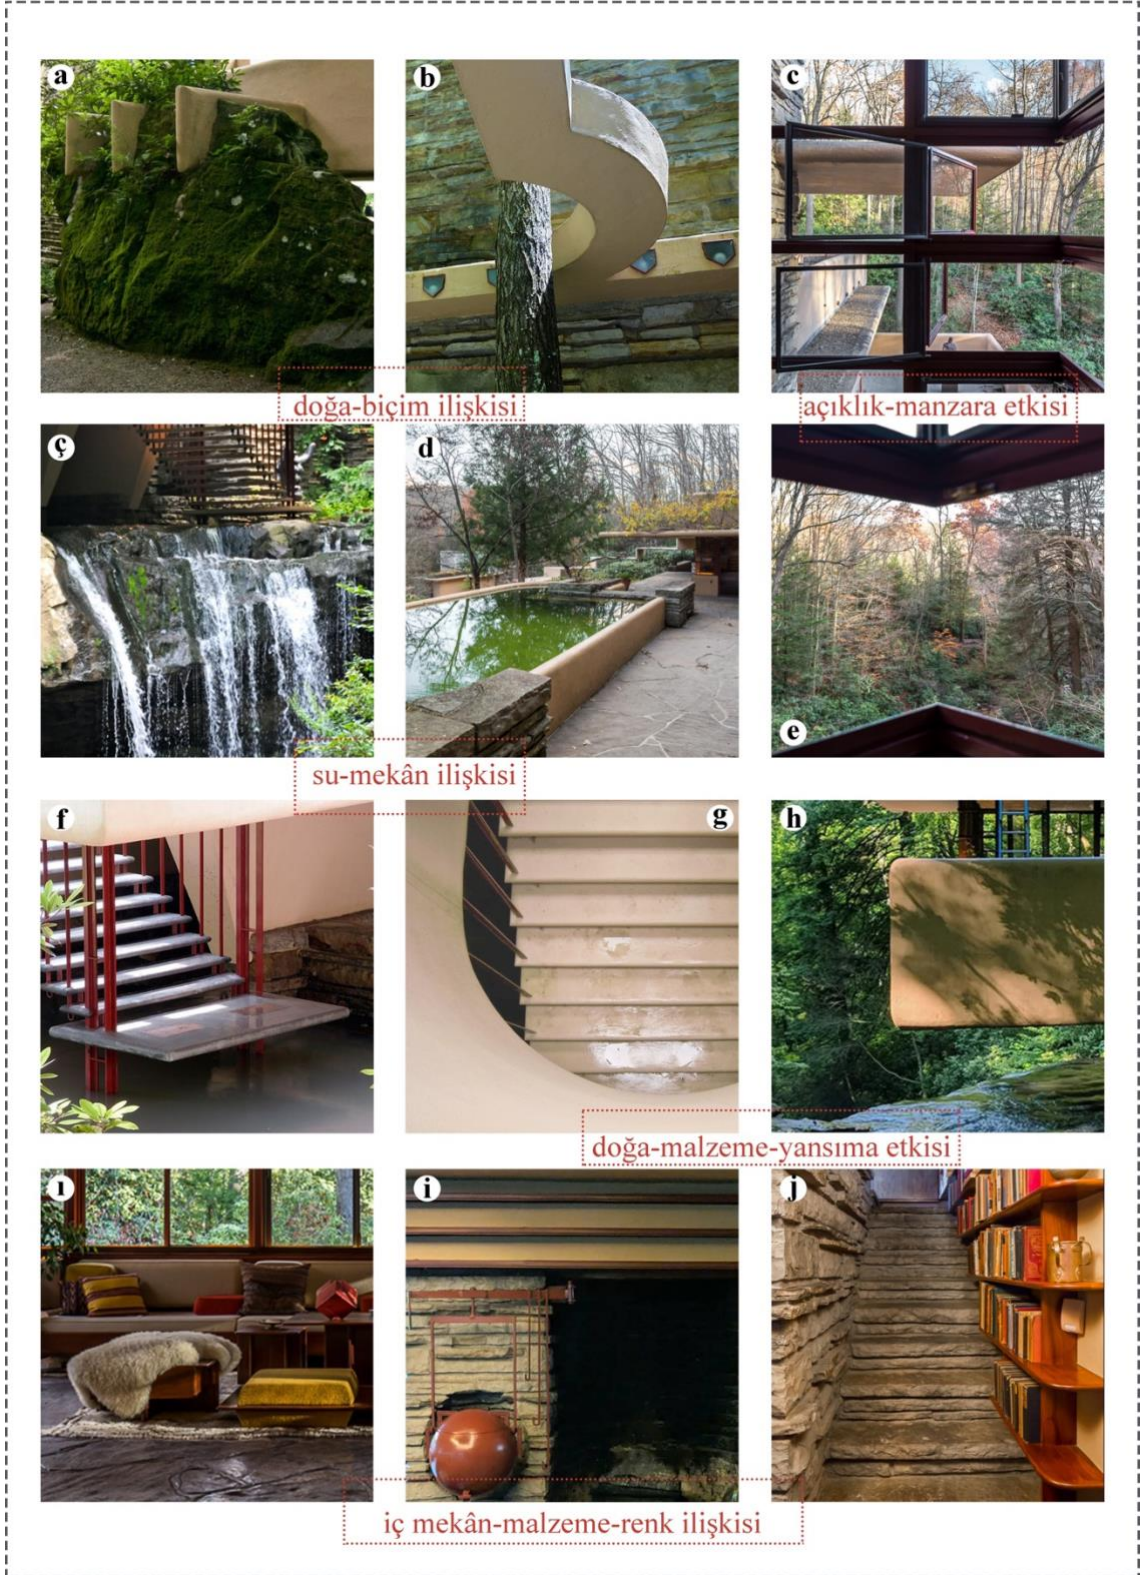 a
b
c
doğa-biçim ilişkisi
açıklık-manzara etkisi
ç
d
e
su-mekân ilişkisi
f
g
h
doğa-malzeme-yansıma etkisi
ı
i
j
iç mekân-malzeme-renk ilişkisi